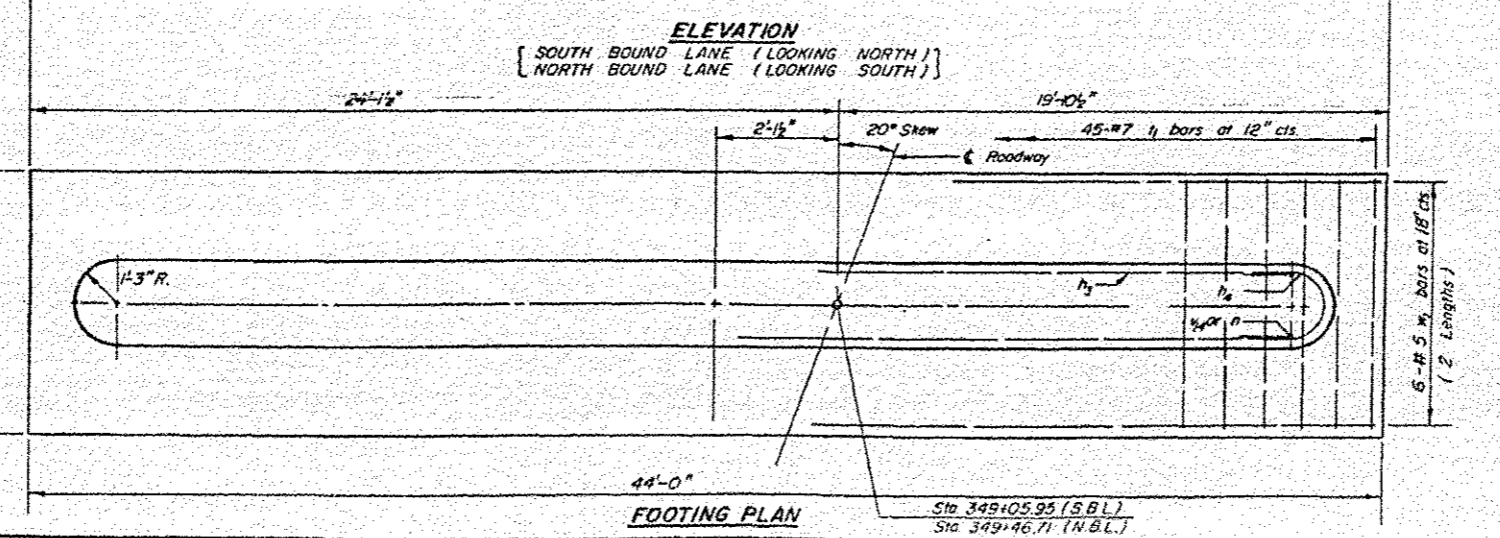 ELEVATION
{ SOUTH BOUND LANE (LOOKING NORTH) }
{ NORTH BOUND LANE (LOOKING SOUTH) }
24'-1½"
19'-10½"
2'-1½"
20° Skew
45-#7 t, bars at 12" cts.
℄ Roadway
1'-3" R.
h₃
h₄
or n
6-#5 w, bars at 18" cts.
(2 Lengths)
44'-0"
FOOTING PLAN
Sta. 349+05.95 (S.B.L.)
Sta. 349+46.71 (N.B.L.)